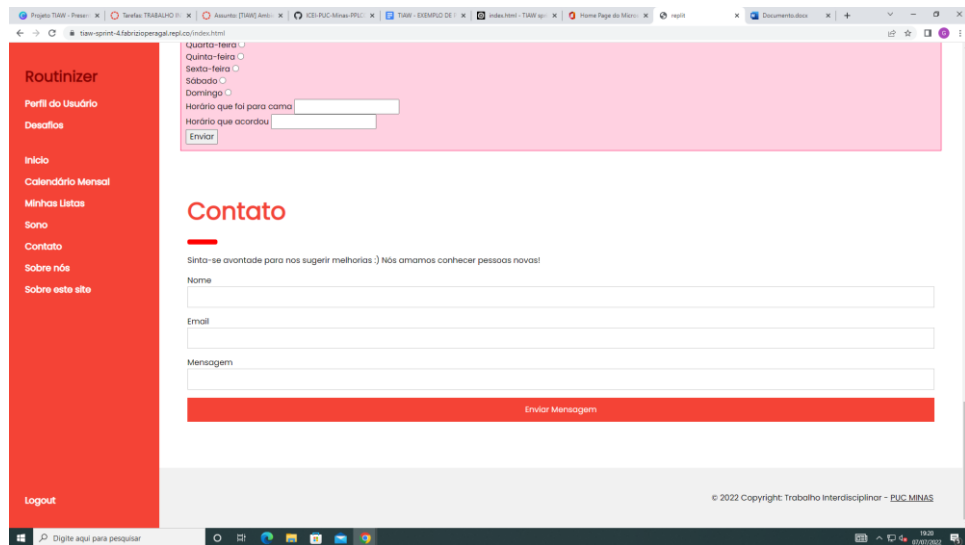 Projeto TIAW - Presen
Tarefas: TRABALHO IN
Assunto: [TIAW] Ambi
ICEI-PUC-Minas-PPLC
TIAW - EXEMPLO DE
index.html - TIAW spr
Home Page do Micros
replit
Documento.docx
tiaw-sprint-4.fabrizioperagal.repl.co/index.html
Routinizer
Perfil do Usuário
Desafios
Inicio
Calendário Mensal
Minhas Listas
Sono
Contato
Sobre nós
Sobre este site
Logout
Quarta-feira
Quinta-feira
Sexta-feira
Sábado
Domingo
Horário que foi para cama
Horário que acordou
Enviar
Contato
Sinta-se avontade para nos sugerir melhorias :) Nós amamos conhecer pessoas novas!
Nome
Email
Mensagem
Enviar Mensagem
© 2022 Copyright: Trabalho Interdisciplinar - PUC MINAS
Digite aqui para pesquisar
19:20
07/07/2022